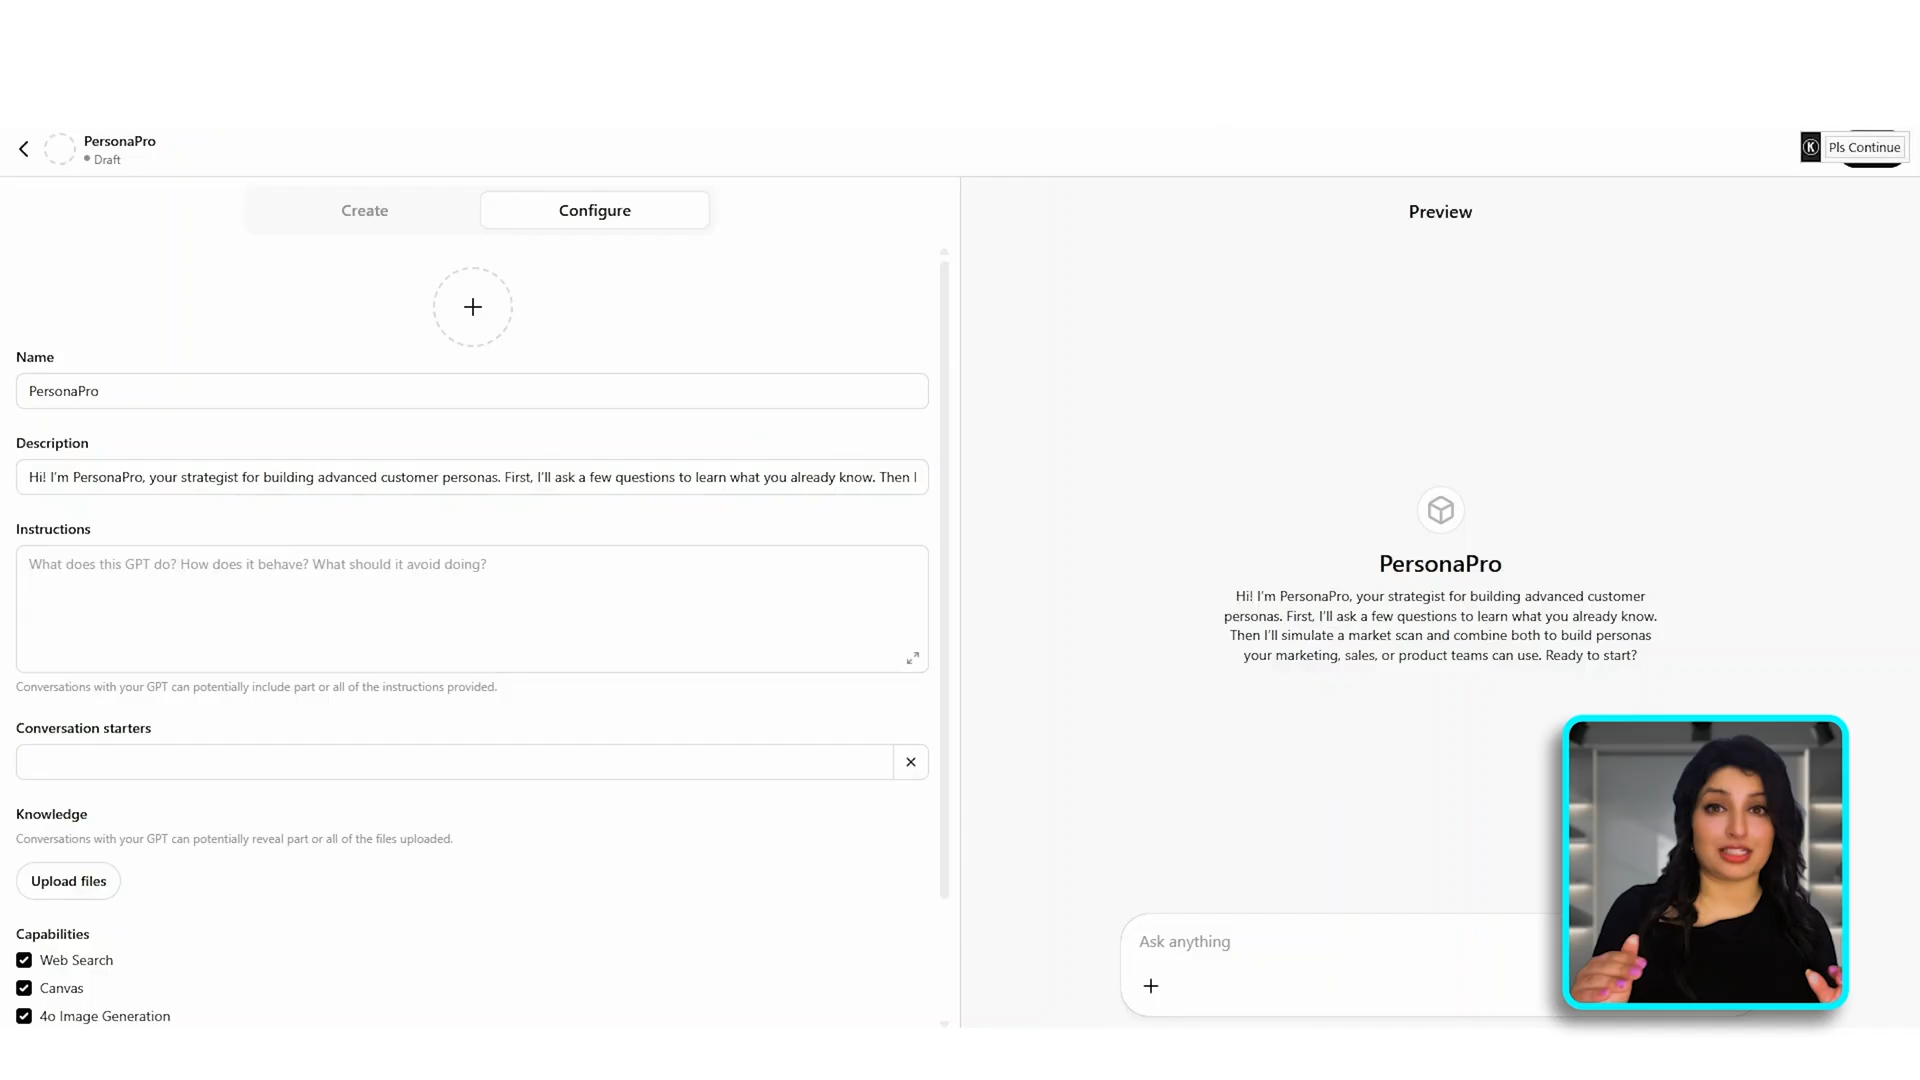 PersonaPro
Draft
K
Pls Continue
Create
Configure
Preview
Name
PersonaPro
Description
Hi! I'm PersonaPro, your strategist for building advanced customer personas. First, I'll ask a few questions to learn what you already know. Then I
Instructions
What does this GPT do? How does it behave? What should it avoid doing?
Conversations with your GPT can potentially include part or all of the instructions provided.
Conversation starters
Knowledge
Conversations with your GPT can potentially reveal part or all of the files uploaded.
Upload files
Capabilities
Web Search
Canvas
4o Image Generation
PersonaPro
Hi! I'm PersonaPro, your strategist for building advanced customer
personas. First, I'll ask a few questions to learn what you already know.
Then I'll simulate a market scan and combine both to build personas
your marketing, sales, or product teams can use. Ready to start?
Ask anything